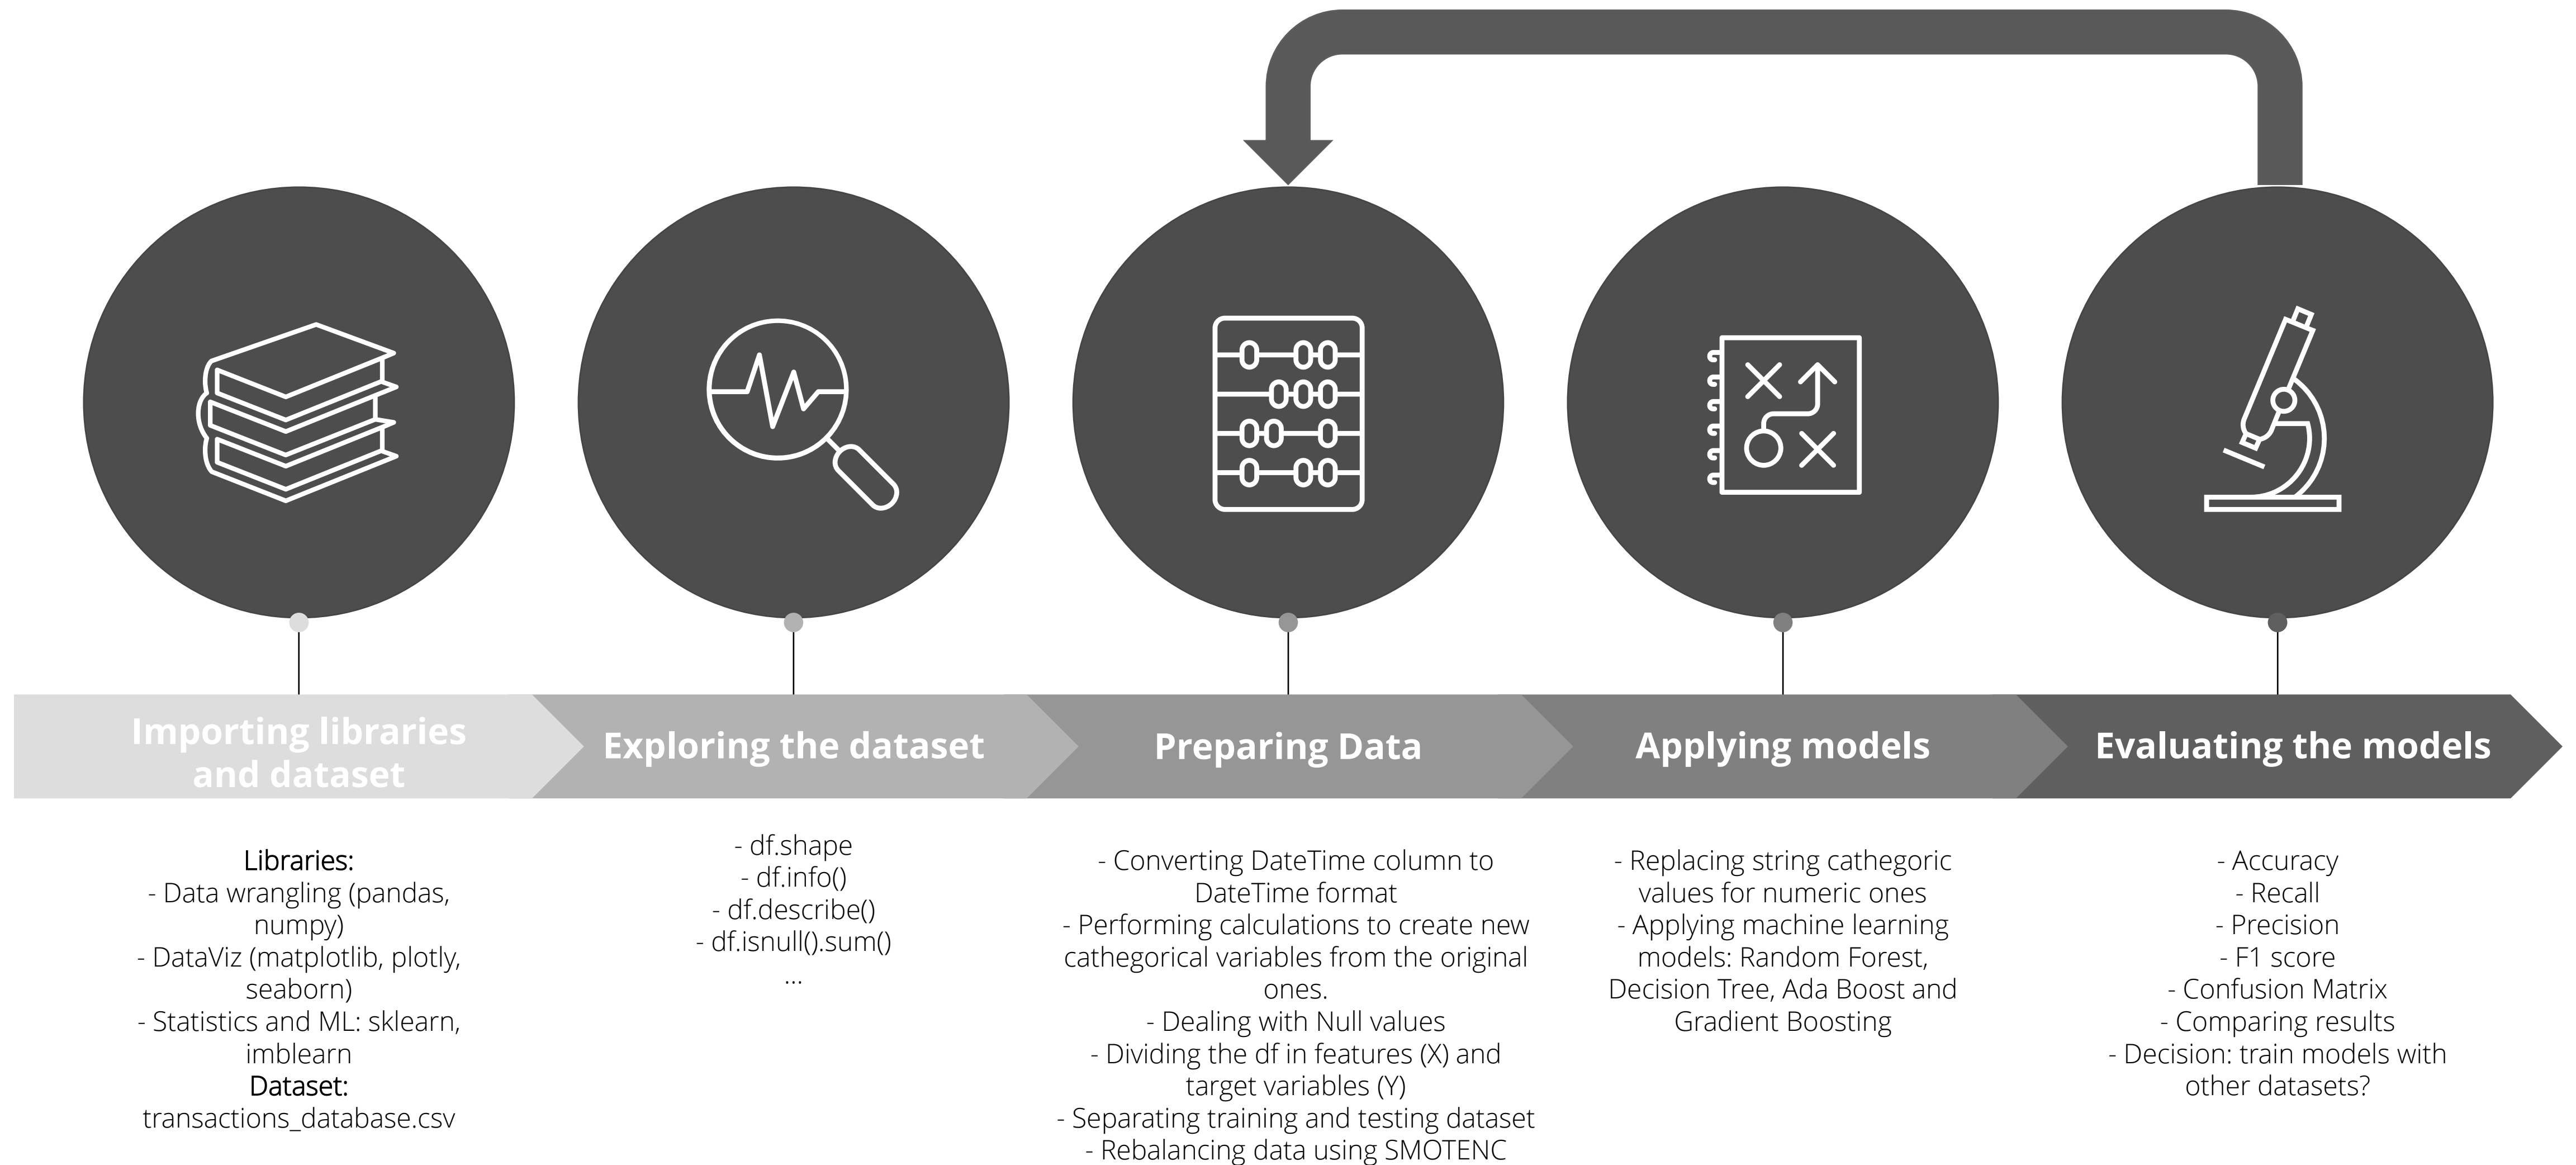 Importing libraries
and dataset
Exploring the dataset
Preparing Data
Applying models
Evaluating the models
Libraries:
- Data wrangling (pandas,
numpy)
- DataViz (matplotlib, plotly,
seaborn)
- Statistics and ML: sklearn,
imblearn
Dataset:
transactions_database.csv
- df.shape
- df.info()
- df.describe()
- df.isnull().sum()
...
- Converting DateTime column to
DateTime format
- Performing calculations to create new
cathegorical variables from the original
ones.
- Dealing with Null values
- Dividing the df in features (X) and
target variables (Y)
- Separating training and testing dataset
- Rebalancing data using SMOTENC
- Replacing string cathegoric
values for numeric ones
- Applying machine learning
models: Random Forest,
Decision Tree, Ada Boost and
Gradient Boosting
- Accuracy
- Recall
- Precision
- F1 score
- Confusion Matrix
- Comparing results
- Decision: train models with
other datasets?